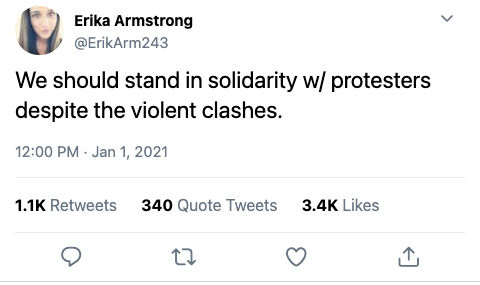 Erika Armstrong
@ErikArm243
We should stand in solidarity w/ protesters
despite the violent clashes.
12:00 PM · Jan 1, 2021
1.1K Retweets 340 Quote Tweets 3.4K Likes